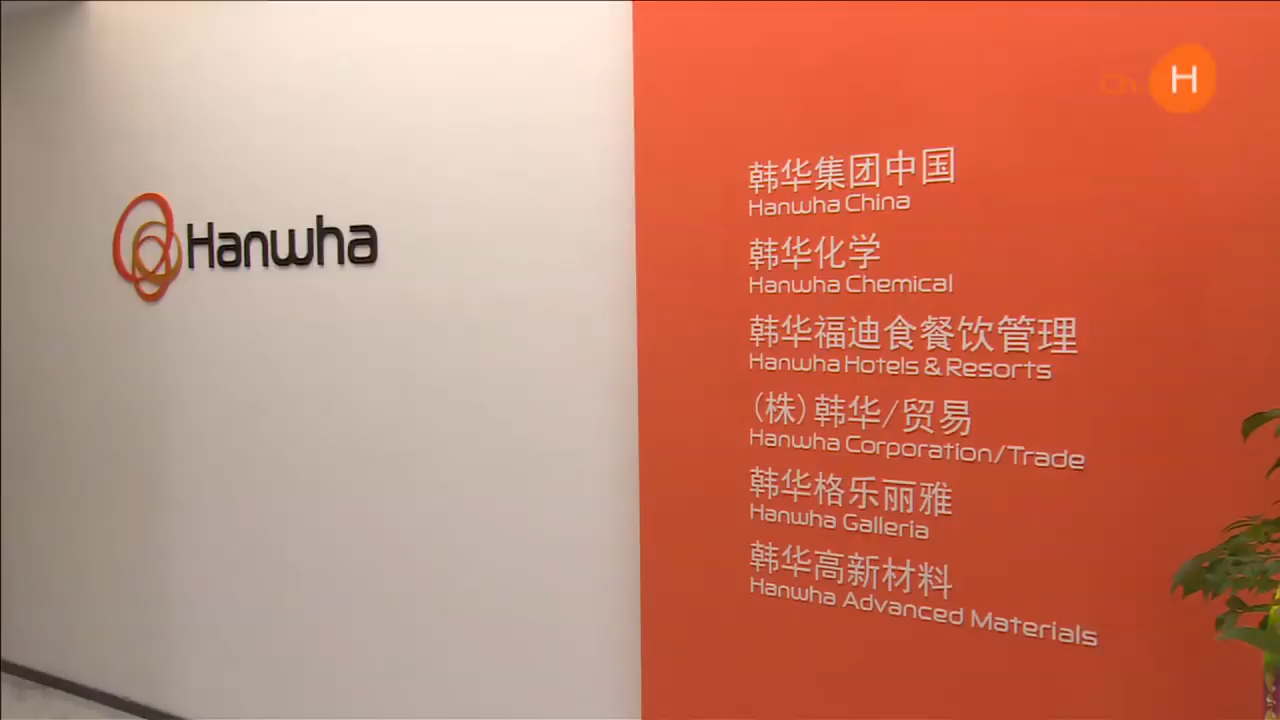 Ch. H
Hanwha
韩华集团中国
Hanwha China
韩华化学
Hanwha Chemical
韩华福迪食餐饮管理
Hanwha Hotels & Resorts
(株)韩华/贸易
Hanwha Corporation/Trade
韩华格乐丽雅
Hanwha Galleria
韩华高新材料
Hanwha Advanced Materials